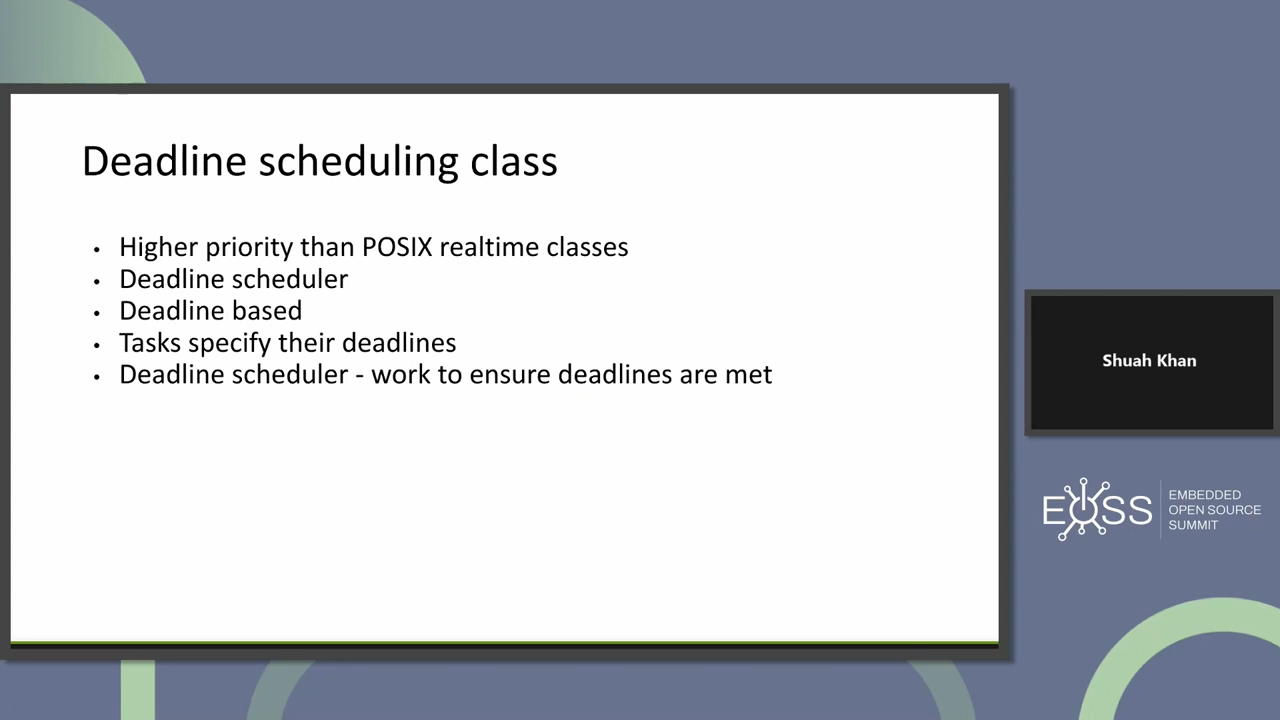 Deadline scheduling class
• Higher priority than POSIX realtime classes
• Deadline scheduler
• Deadline based
• Tasks specify their deadlines
• Deadline scheduler - work to ensure deadlines are met
Shuah Khan
EOSS
EMBEDDED
OPEN SOURCE
SUMMIT